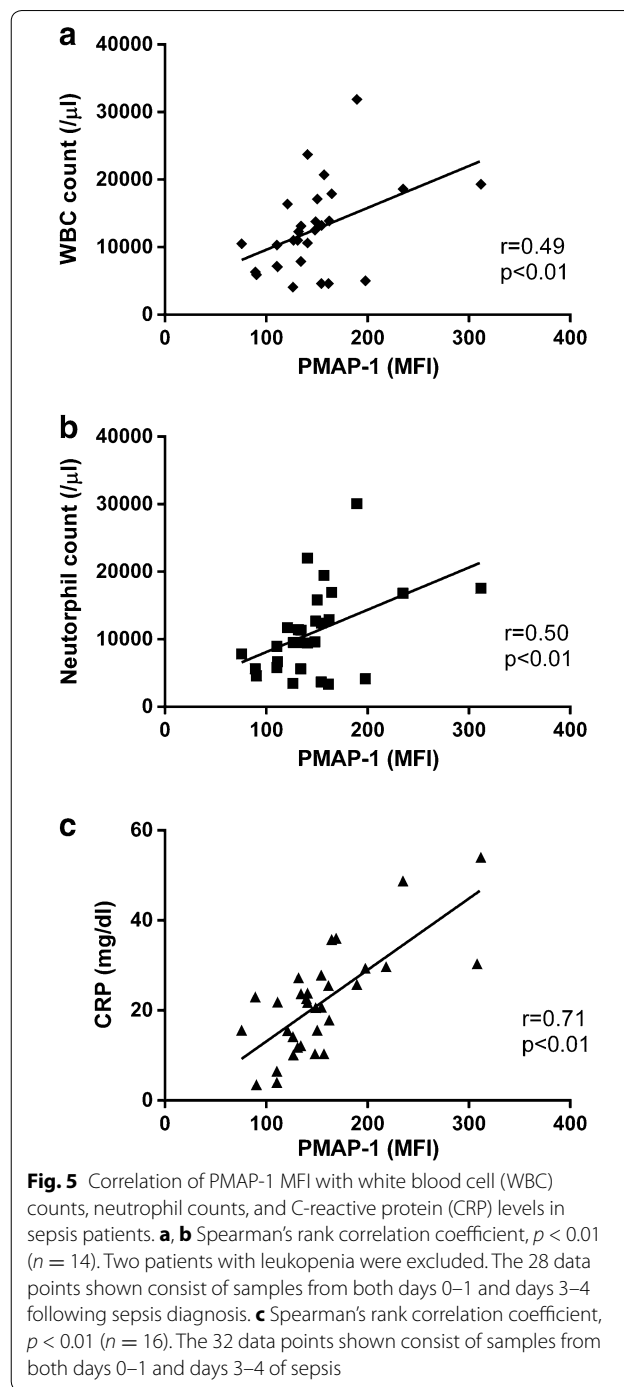 a
40000
30000
20000
10000
0
WBC count (/μl)
r=0.49
p<0.01
0 100 200 300 400
PMAP-1 (MFI)
b
40000
30000
20000
10000
0
Neutorphil count (/μl)
r=0.50
p<0.01
0 100 200 300 400
PMAP-1 (MFI)
c
60
40
20
0
CRP (mg/dl)
r=0.71
p<0.01
0 100 200 300 400
PMAP-1 (MFI)
Fig. 5 Correlation of PMAP-1 MFI with white blood cell (WBC)
counts, neutrophil counts, and C-reactive protein (CRP) levels in
sepsis patients. a, b Spearman's rank correlation coefficient, p < 0.01
(n = 14). Two patients with leukopenia were excluded. The 28 data
points shown consist of samples from both days 0–1 and days 3–4
following sepsis diagnosis. c Spearman's rank correlation coefficient,
p < 0.01 (n = 16). The 32 data points shown consist of samples from
both days 0–1 and days 3–4 of sepsis